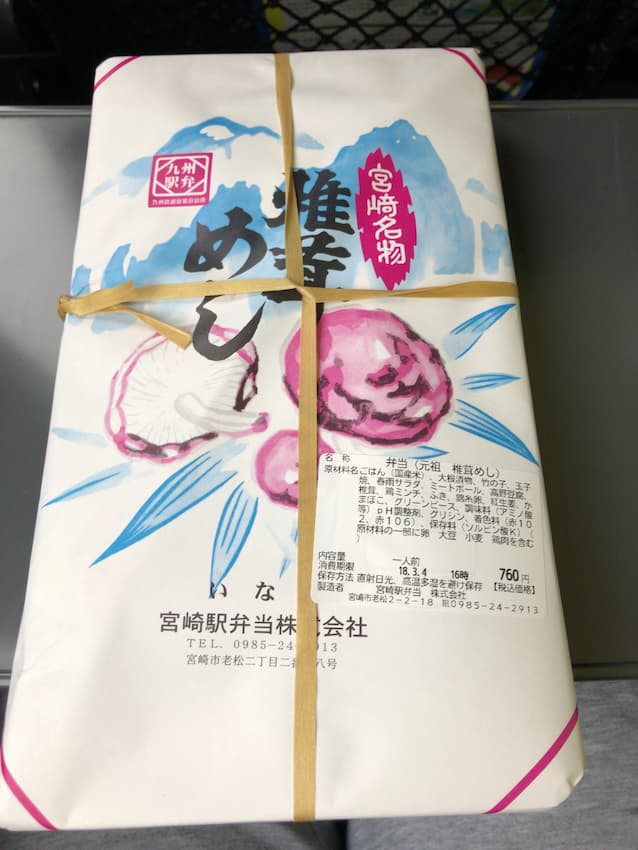 九州
駅弁
宮﨑名物
椎茸
めし
名 称 弁当(元祖 椎茸めし)
原材料名 ごはん(国産米)、大根漬物、竹の子、玉子
焼、春雨サラダ、ミートボール、高野豆腐、
椎茸、鶏ミンチ、ふき、錦糸卵、紅生姜、か
まぼこ、グリーンピース、調味料(アミノ酸
等)pH調整剤、グリシン、着色料(赤10
2、赤106)、保存料(ソルビン酸K)(
原材料の一部に卵 大豆 小麦 鶏肉を含む
)
内容量 一人前
消費期限 18.3.4 16時 760円
保存方法 直射日光、高温多湿を避け保存 【税込価格】
製造者 宮崎駅弁当 株式会社
宮崎市老松2-2-18 ℡0985-24-2913
いな
宮崎駅弁当株式会社
TEL. 0985-24-2913
宮崎市老松二丁目二番 八号